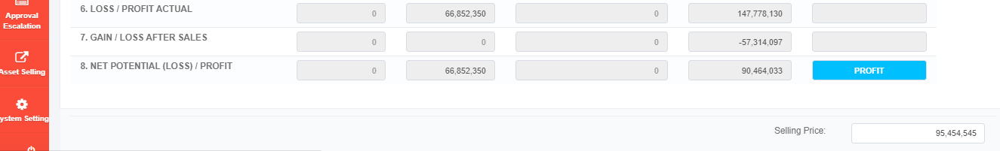 Approval
Escalation
Asset Selling
ystem Setting
6. LOSS / PROFIT ACTUAL 0 66,852,350 0 147,778,130
7. GAIN / LOSS AFTER SALES 0 0 0 -57,314,097
8. NET POTENTIAL (LOSS) / PROFIT 0 66,852,350 0 90,464,033 PROFIT
Selling Price: 95,454,545